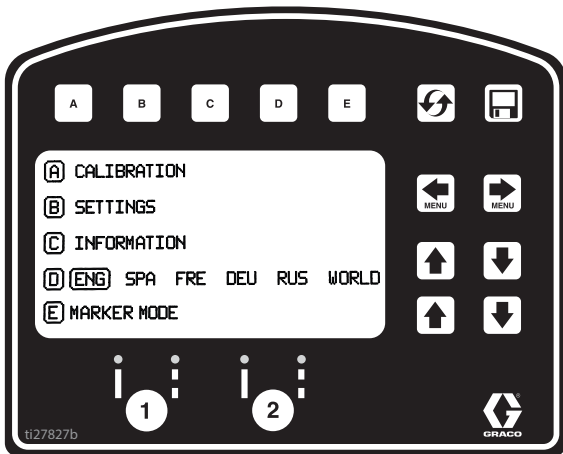 A B C D E
A CALIBRATION
MENU MENU
B SETTINGS
C INFORMATION
D ENG SPA FRE DEU RUS WORLD
E MARKER MODE
1 2
ti27827b
GRACO